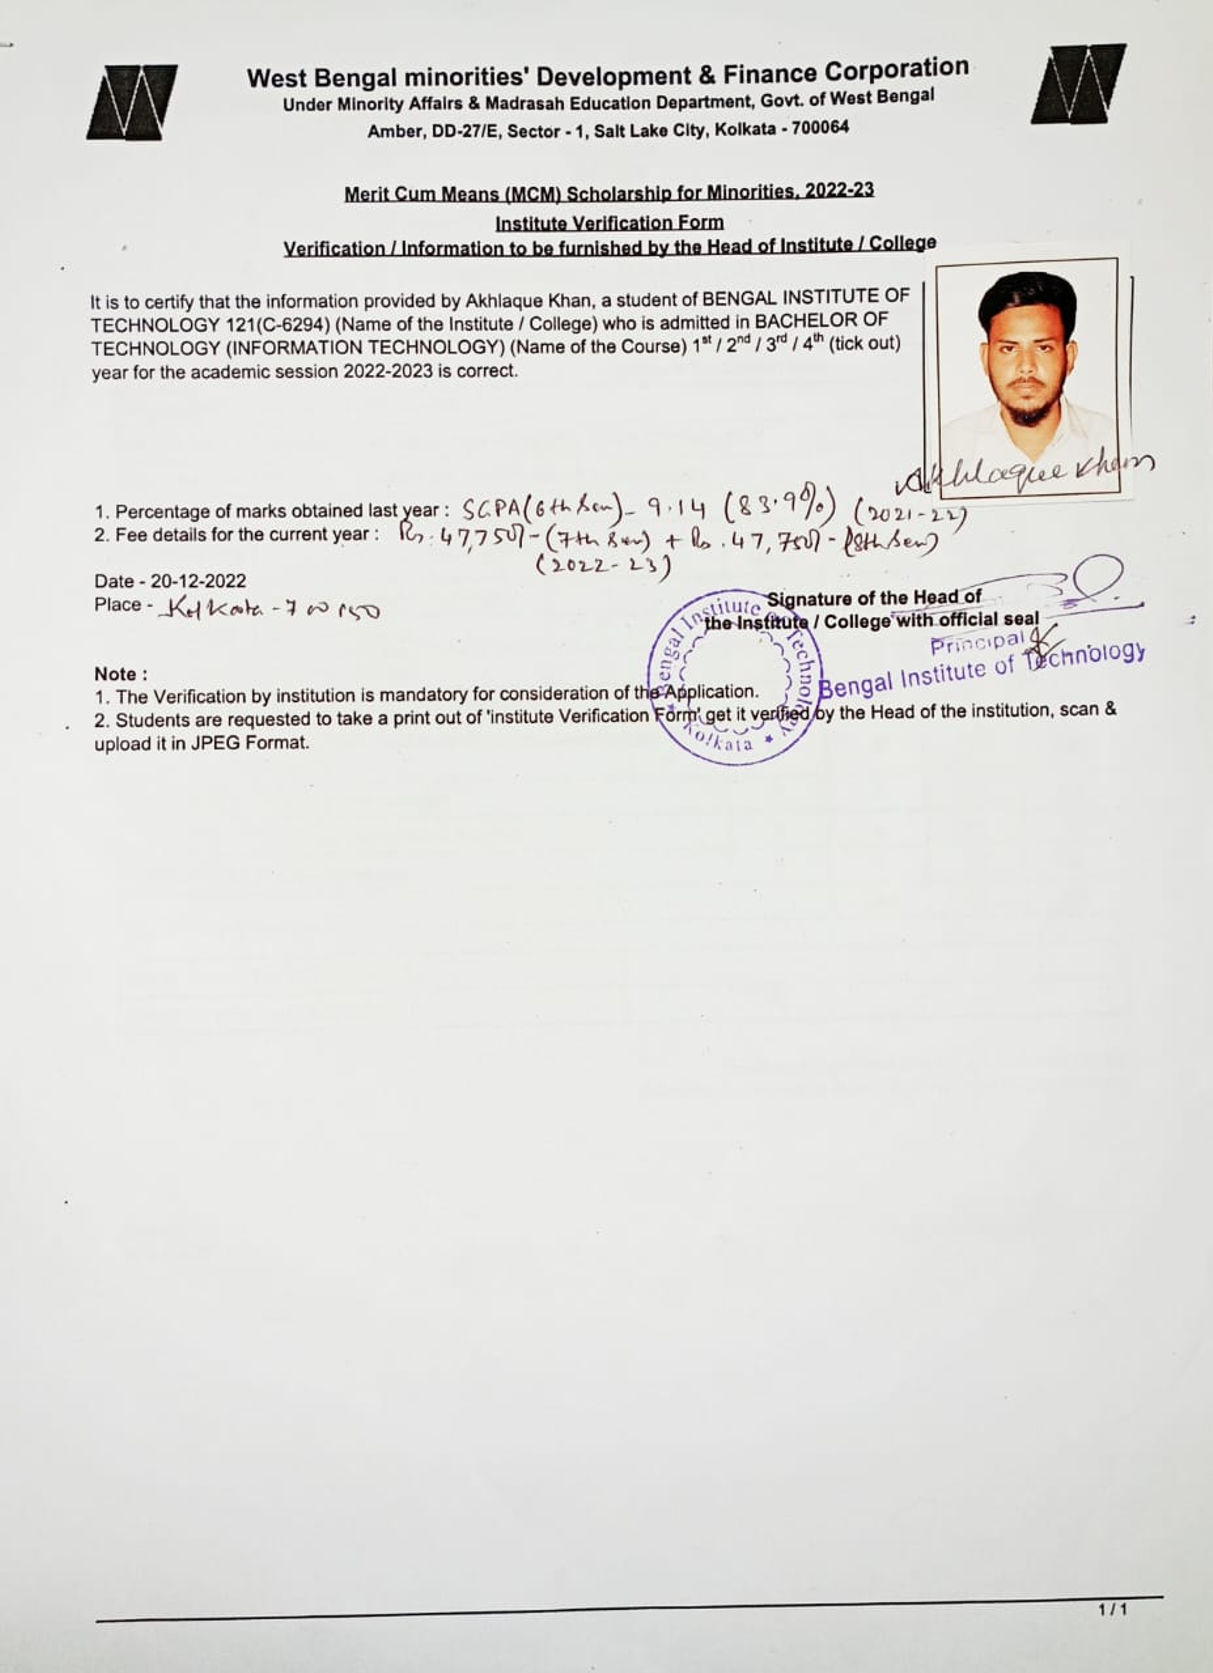 West Bengal minorities' Development & Finance Corporation
Under Minority Affairs & Madrasah Education Department, Govt. of West Bengal
Amber, DD-27/E, Sector - 1, Salt Lake City, Kolkata - 700064
Merit Cum Means (MCM) Scholarship for Minorities, 2022-23
Institute Verification Form
Verification / Information to be furnished by the Head of Institute / College
It is to certify that the information provided by Akhlaque Khan, a student of BENGAL INSTITUTE OF
TECHNOLOGY 121(C-6294) (Name of the Institute / College) who is admitted in BACHELOR OF
TECHNOLOGY (INFORMATION TECHNOLOGY) (Name of the Course) 1st / 2nd / 3rd / 4th (tick out)
year for the academic session 2022-2023 is correct.
Akhlaque Khan
1. Percentage of marks obtained last year : SGPA (6th Sem) - 9.14 (83.9%) (2021-22)
2. Fee details for the current year : Rs. 47,750/- (7th Sem) + Rs. 47,750/- (8th Sem)
(2022-23)
Date - 20-12-2022
Place - Kolkata - 700150
Signature of the Head of
the Institute / College with official seal
Principal
Bengal Institute of Technology
Bengal Institute of Technology
Kolkata
Note :
1. The Verification by institution is mandatory for consideration of the Application.
2. Students are requested to take a print out of 'institute Verification Form' get it verified by the Head of the institution, scan &
upload it in JPEG Format.
1 / 1